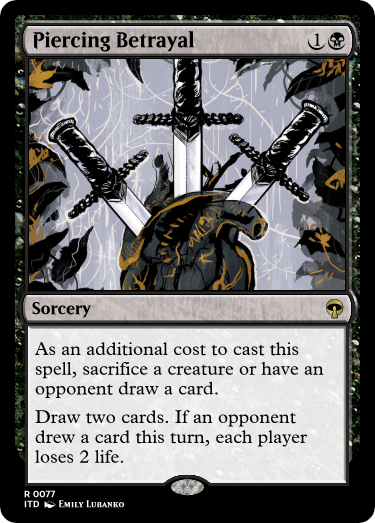 Piercing Betrayal 1
Sorcery
As an additional cost to cast this
spell, sacrifice a creature or have an
opponent draw a card.
Draw two cards. If an opponent
drew a card this turn, each player
loses 2 life.
R 0077
ITD Emily Lubanko